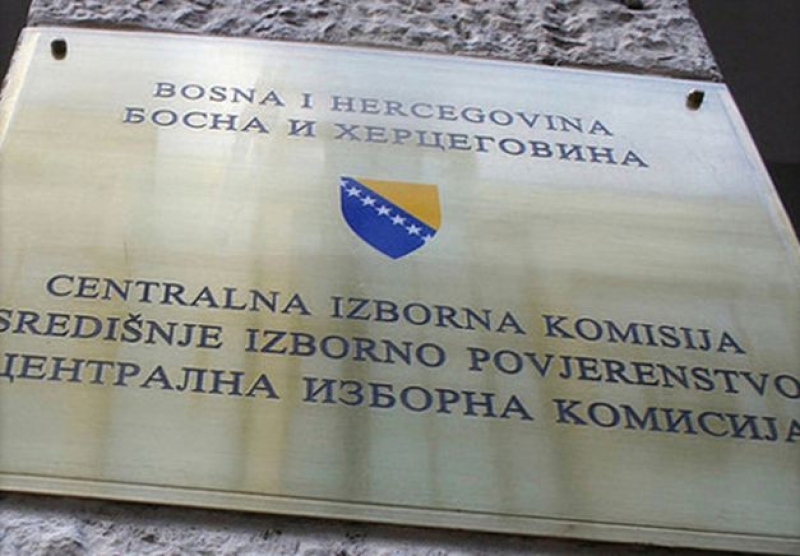 BOSNA I HERCEGOVINA
БОСНА И ХЕРЦЕГОВИНА
CENTRALNA IZBORNA KOMISIJA
SREDIŠNJE IZBORNO POVJERENSTVO
ЦЕНТРАЛНА ИЗБОРНА КОМИСИЈА